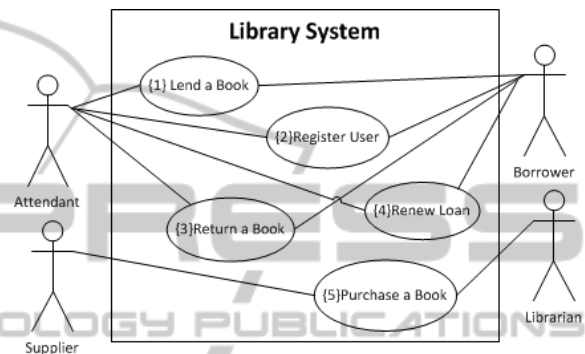 Library System
{1} Lend a Book
{2}Register User
Borrower
Attendant
{4}Renew Loan
{3}Return a Book
{5}Purchase a Book
Librarian
Supplier
PRESS
OLOGY PUBLICATIONS